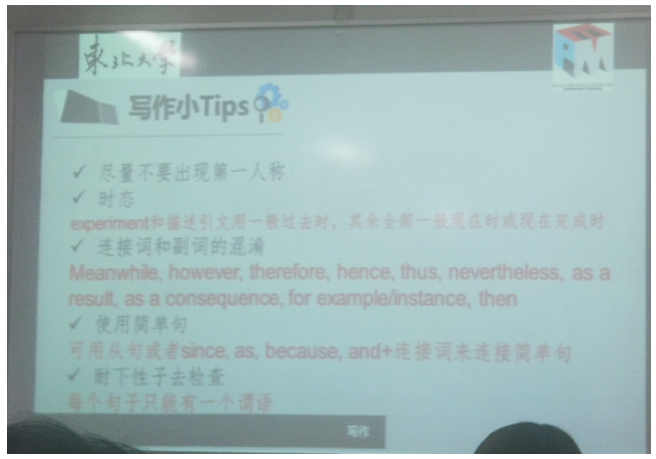 東北大学
写作小Tips
✓ 尽量不要出现第一人称
✓ 时态
experiment和描述引文用一般过去时，其余全部一般现在时或现在完成时
✓ 连接词和副词的混淆
Meanwhile, however, therefore, hence, thus, nevertheless, as a
result, as a consequence, for example/instance, then
✓ 使用简单句
可用从句或者since, as, because, and+连接词来连接简单句
✓ 耐下性子去检查
每个句子只能有一个谓语
写作